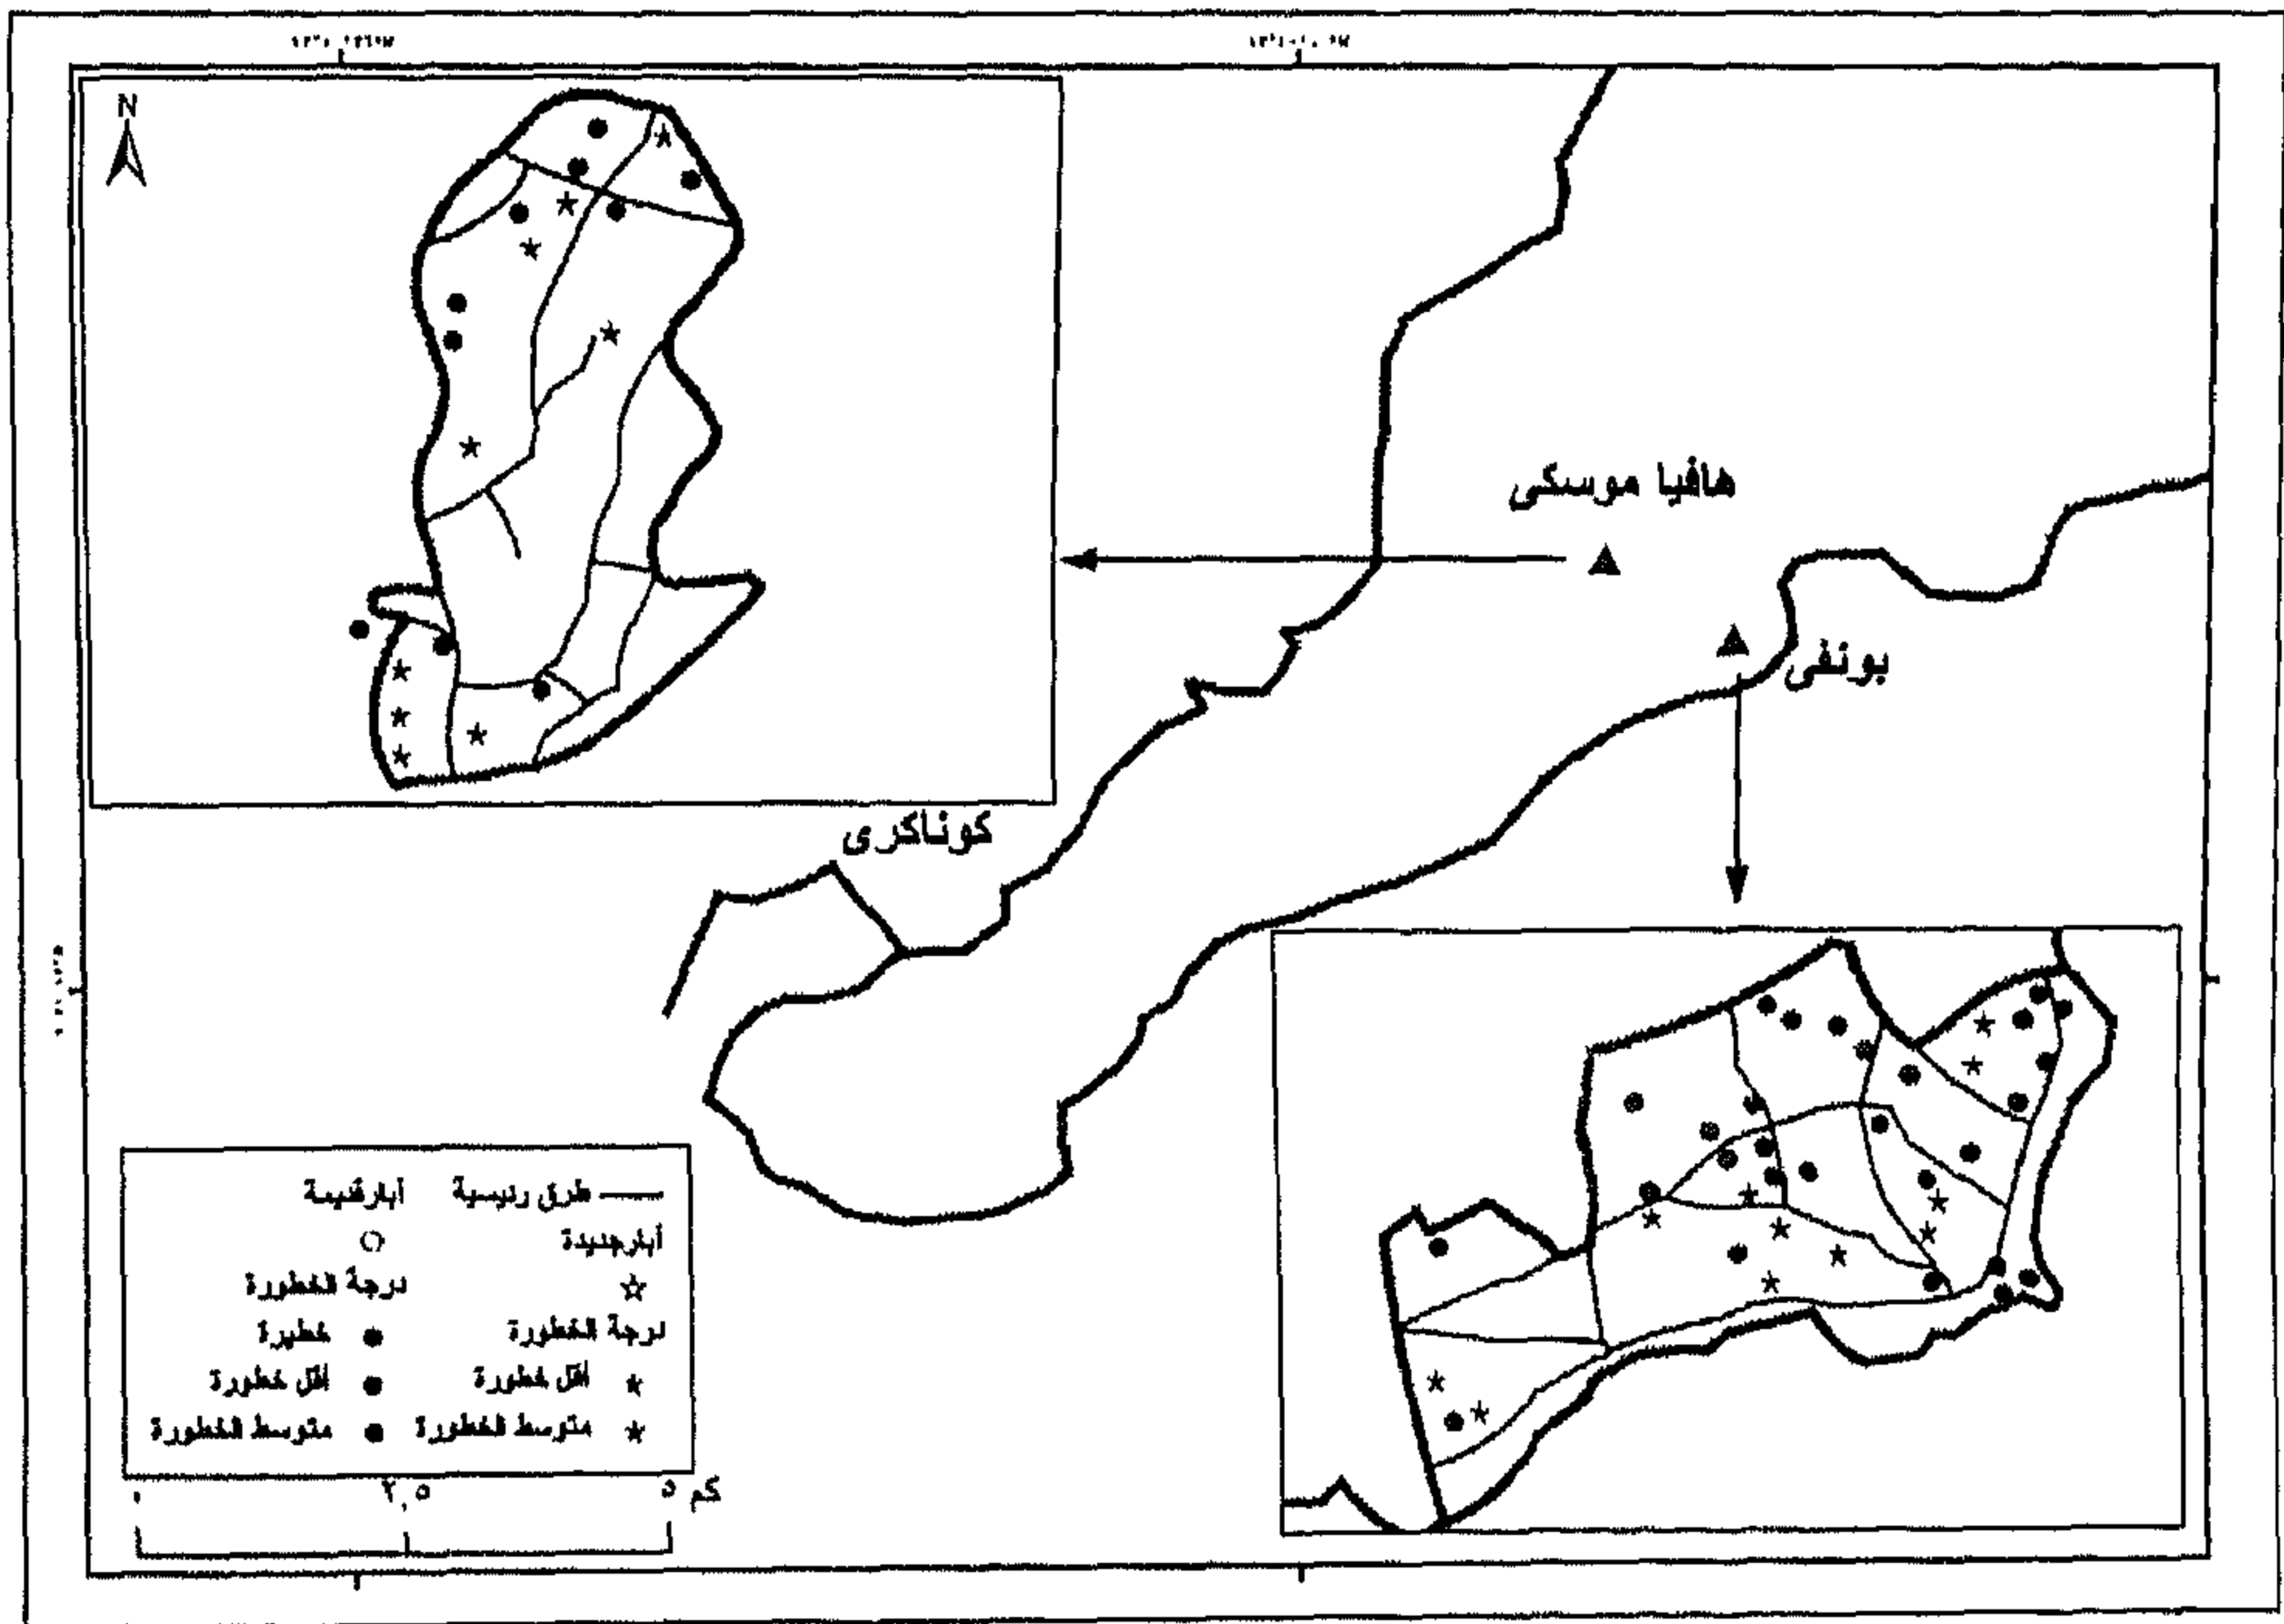 N
هافيا موسكى
بونفى
كوناكرى
طرق رئيسية
آبار قديمة
آبار جديدة
درجة الخطورة
درجة الخطورة
خطيرة
أقل خطورة
أقل خطورة
متوسط الخطورة
متوسط الخطورة
٠ ٢,٥ ٥ كم